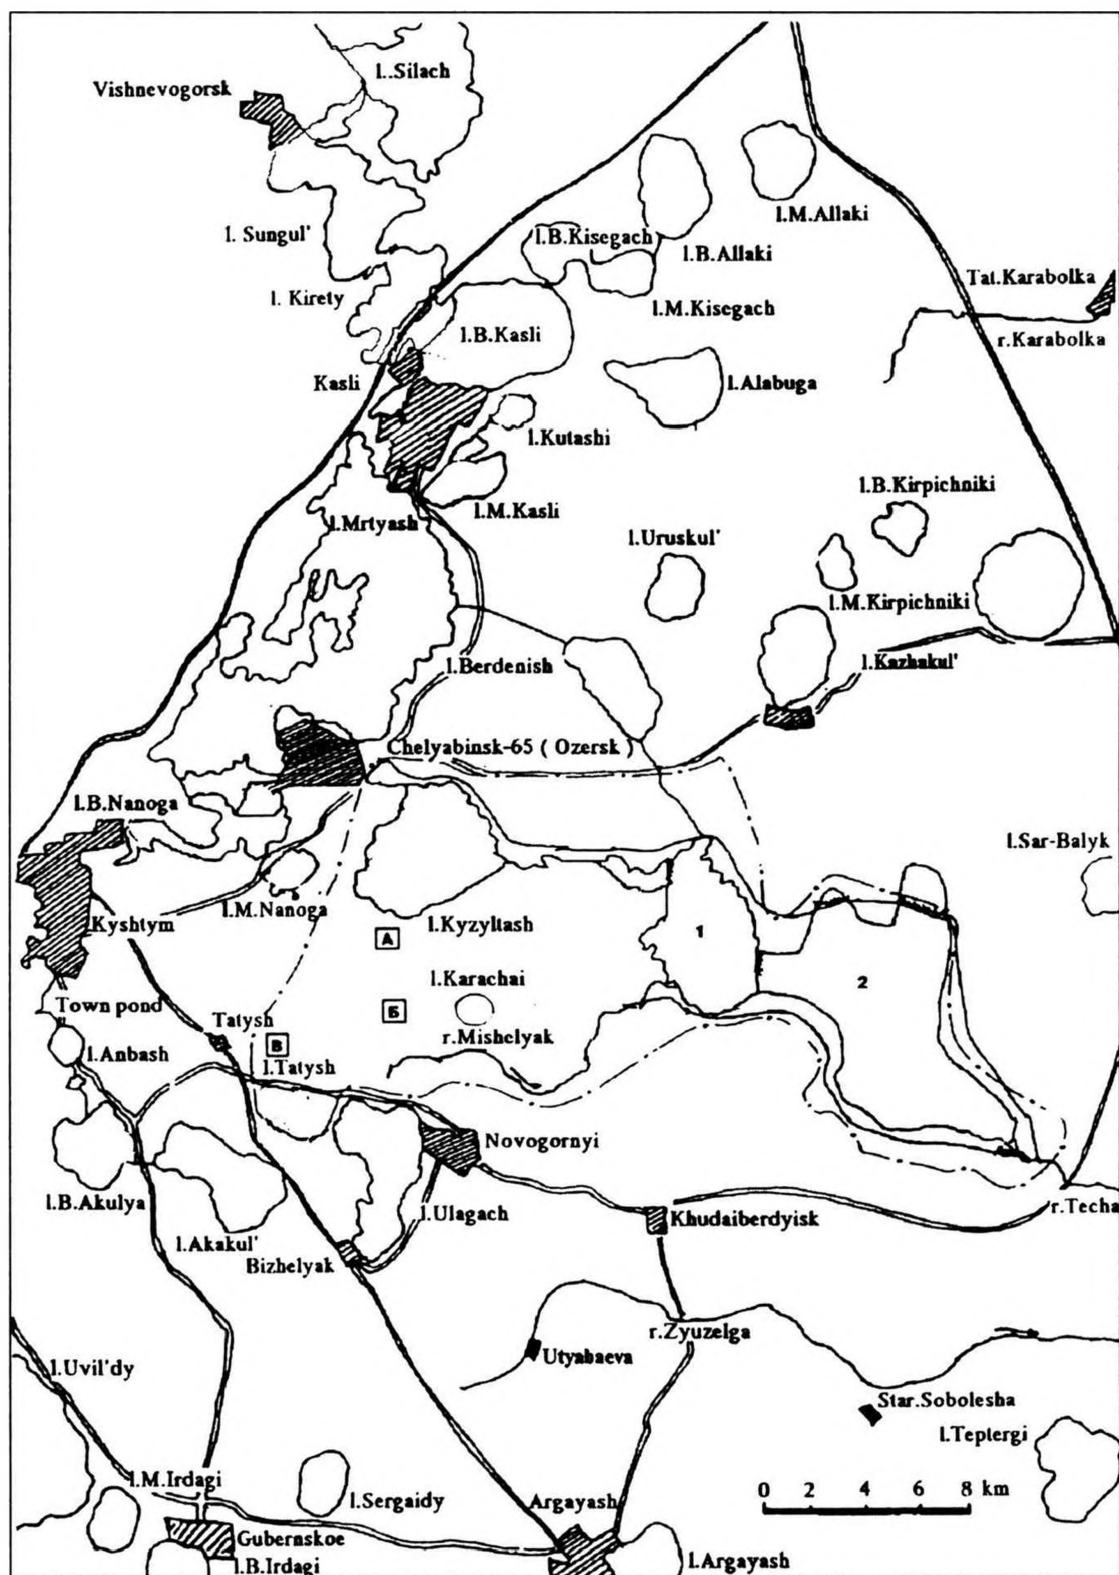 l..Silach
Vishnevogorsk
l.M.Allaki
l. Sungul'
l.B.Kisegach
l.B.Allaki
Tat.Karabolka
l. Kirety
l.M.Kisegach
l.B.Kasli
r.Karabolka
Kasli
l.Alabuga
l.Kutashi
l.B.Kirpichniki
l.M.Kasli
l.Mrtyash
l.Uruskul'
l.M.Kirpichniki
l.Berdenish
l.Kazhakul'
Chelyabinsk-65 ( Ozersk )
l.B.Nanoga
l.Sar-Balyk
l.M.Nanoga
Kyshtym
l.Kyzyltash
А
1
l.Karachai
2
Town pond
Tatysh
Б
r.Mishelyak
l.Anbash
В
l.Tatysh
Novogornyi
l.B.Akulya
l.Ulagach
Khudaiberdyisk
r.Techa
l.Akakul'
Bizhelyak
r.Zyuzelga
Utyabaeva
l.Uvil'dy
Star.Sobolesha
l.Teptergi
l.M.Irdagi
l.Sergaidy
Argayash
0 2 4 6 8 km
Gubernskoe
l.B.Irdagi
l.Argayash